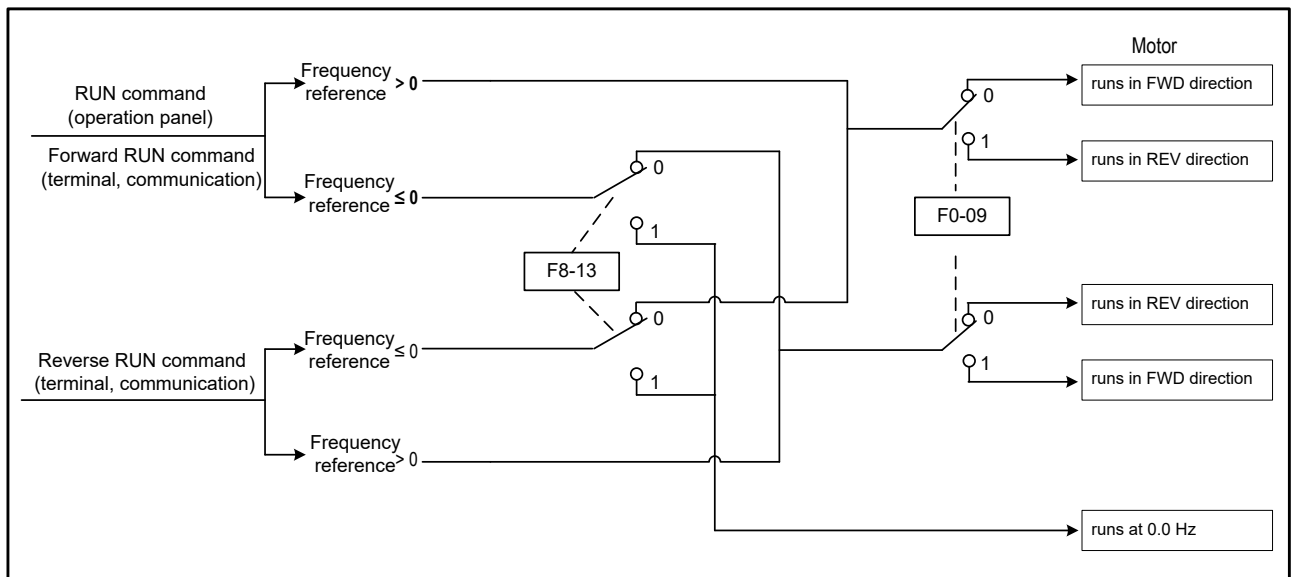 Motor
RUN command
(operation panel)
Forward RUN command
(terminal, communication)
Frequency
reference > 0
Frequency
reference ≤ 0
0
1
F8-13
0
1
Reverse RUN command
(terminal, communication)
Frequency
reference ≤ 0
Frequency
reference > 0
0
1
F0-09
0
1
runs in FWD direction
runs in REV direction
runs in REV direction
runs in FWD direction
runs at 0.0 Hz